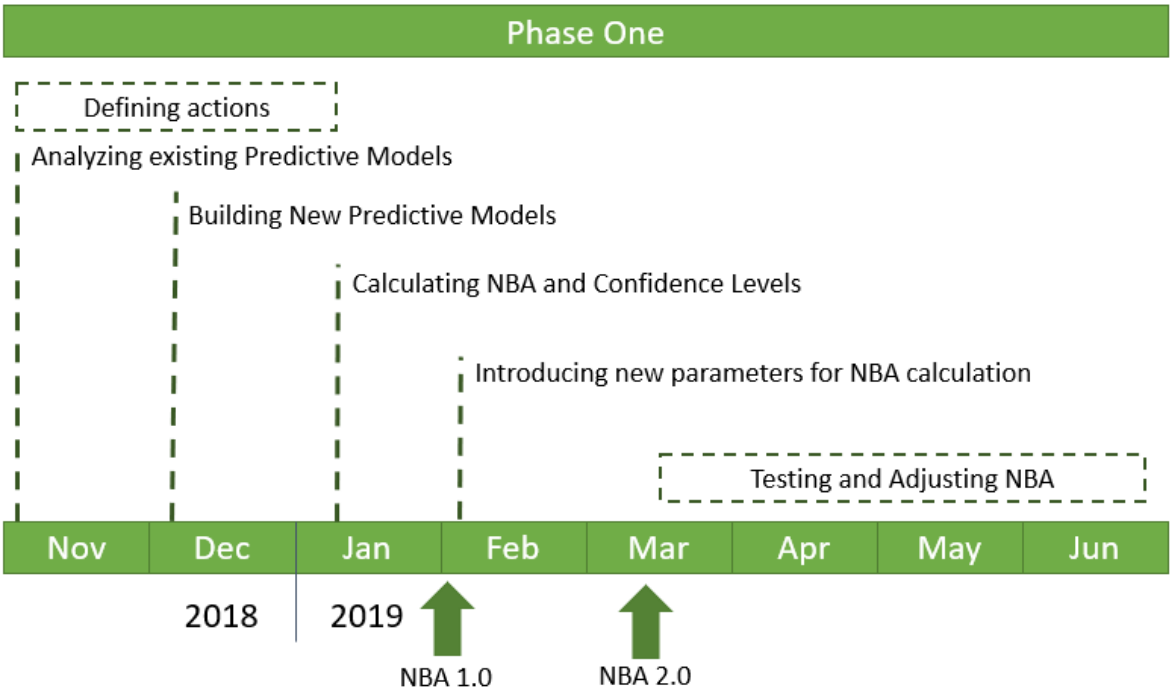 Phase One
Defining actions
Analyzing existing Predictive Models
Building New Predictive Models
Calculating NBA and Confidence Levels
Introducing new parameters for NBA calculation
Testing and Adjusting NBA
Nov Dec Jan Feb Mar Apr May Jun
2018 2019
NBA 1.0 NBA 2.0